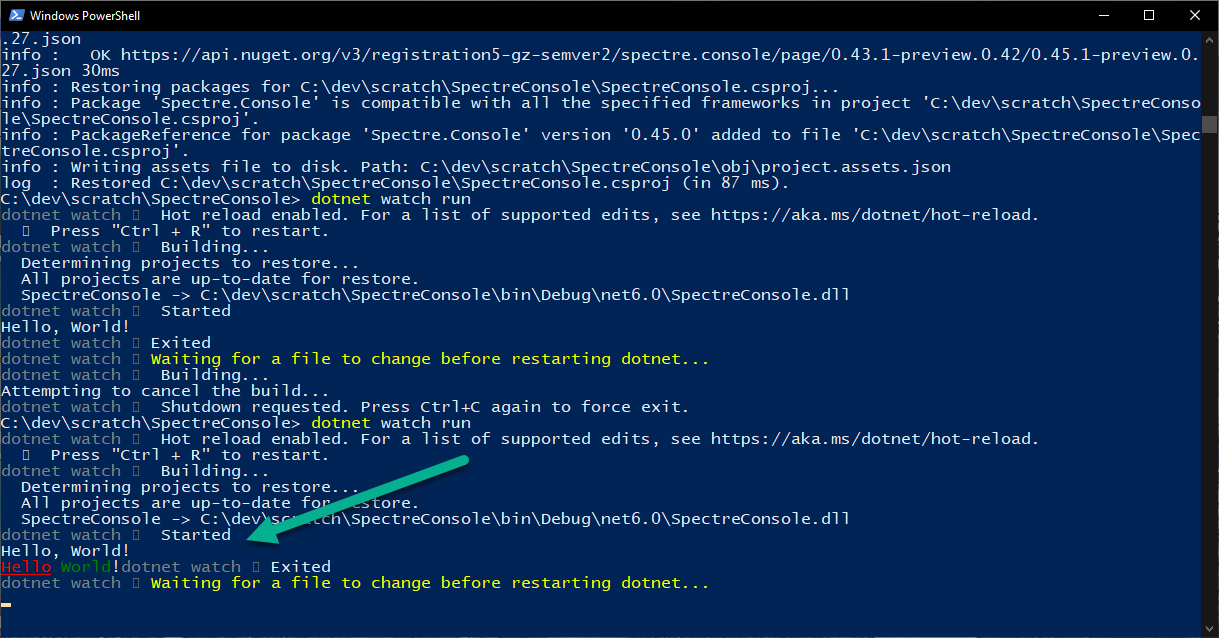 Windows PowerShell
.27.json
info :   OK https://api.nuget.org/v3/registration5-gz-semver2/spectre.console/page/0.43.1-preview.0.42/0.45.1-preview.0.
27.json 30ms
info : Restoring packages for C:\dev\scratch\SpectreConsole\SpectreConsole.csproj...
info : Package 'Spectre.Console' is compatible with all the specified frameworks in project 'C:\dev\scratch\SpectreConso
le\SpectreConsole.csproj'.
info : PackageReference for package 'Spectre.Console' version '0.45.0' added to file 'C:\dev\scratch\SpectreConsole\Spec
treConsole.csproj'.
info : Writing assets file to disk. Path: C:\dev\scratch\SpectreConsole\obj\project.assets.json
log  : Restored C:\dev\scratch\SpectreConsole\SpectreConsole.csproj (in 87 ms).
C:\dev\scratch\SpectreConsole> dotnet watch run
dotnet watch ▯  Hot reload enabled. For a list of supported edits, see https://aka.ms/dotnet/hot-reload.
  ▯  Press "Ctrl + R" to restart.
dotnet watch ▯  Building...
  Determining projects to restore...
  All projects are up-to-date for restore.
  SpectreConsole -> C:\dev\scratch\SpectreConsole\bin\Debug\net6.0\SpectreConsole.dll
dotnet watch ▯  Started
Hello, World!
dotnet watch ▯ Exited
dotnet watch ▯ Waiting for a file to change before restarting dotnet...
dotnet watch ▯  Building...
Attempting to cancel the build...
dotnet watch ▯  Shutdown requested. Press Ctrl+C again to force exit.
C:\dev\scratch\SpectreConsole> dotnet watch run
dotnet watch ▯  Hot reload enabled. For a list of supported edits, see https://aka.ms/dotnet/hot-reload.
  ▯  Press "Ctrl + R" to restart.
dotnet watch ▯  Building...
  Determining projects to restore...
  All projects are up-to-date for restore.
  SpectreConsole -> C:\dev\scratch\SpectreConsole\bin\Debug\net6.0\SpectreConsole.dll
dotnet watch ▯  Started
Hello, World!
Hello World!dotnet watch ▯ Exited
dotnet watch ▯ Waiting for a file to change before restarting dotnet...